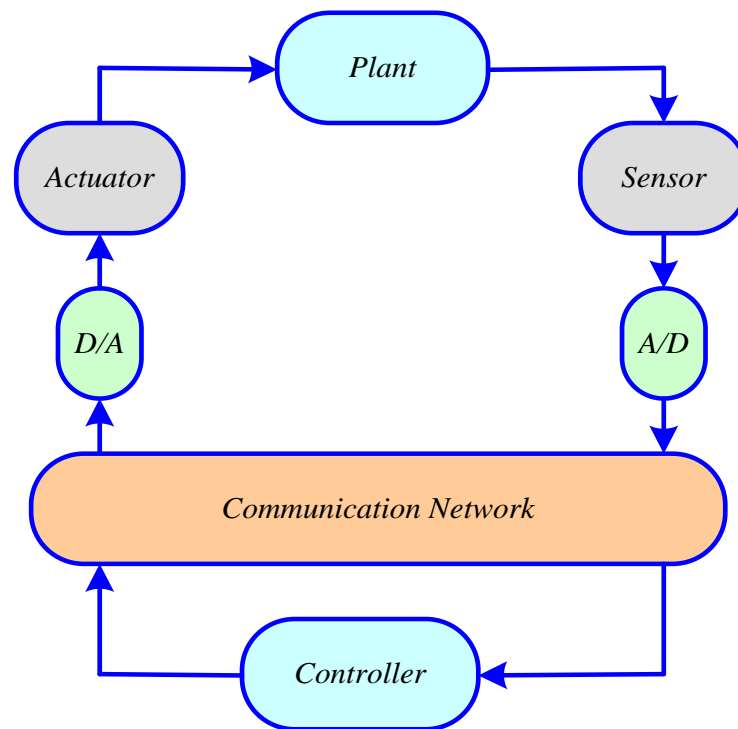 Plant
Actuator
Sensor
D/A
A/D
Communication Network
Controller